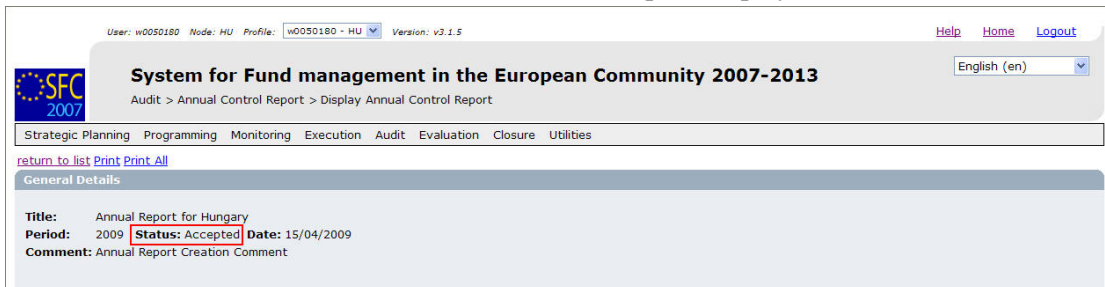 User: w0050180 Node: HU Profile: w0050180 - HU Version: v3.1.5
Help Home Logout
English (en)
SFC
2007
System for Fund management in the European Community 2007-2013
Audit > Annual Control Report > Display Annual Control Report
Strategic Planning Programming Monitoring Execution Audit Evaluation Closure Utilities
return to list Print Print All
General Details
Title: Annual Report for Hungary
Period: 2009 Status: Accepted Date: 15/04/2009
Comment: Annual Report Creation Comment